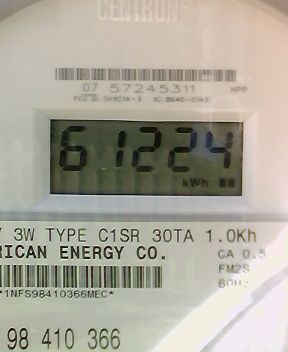 CENTRON
07 57245311 HPP
61224
kWh
3W TYPE C1SR 30TA 1.0Kh
RICAN ENERGY CO. CA 0.5
FM2S
60Hz
*1NFS98410366MEC*
98 410 366